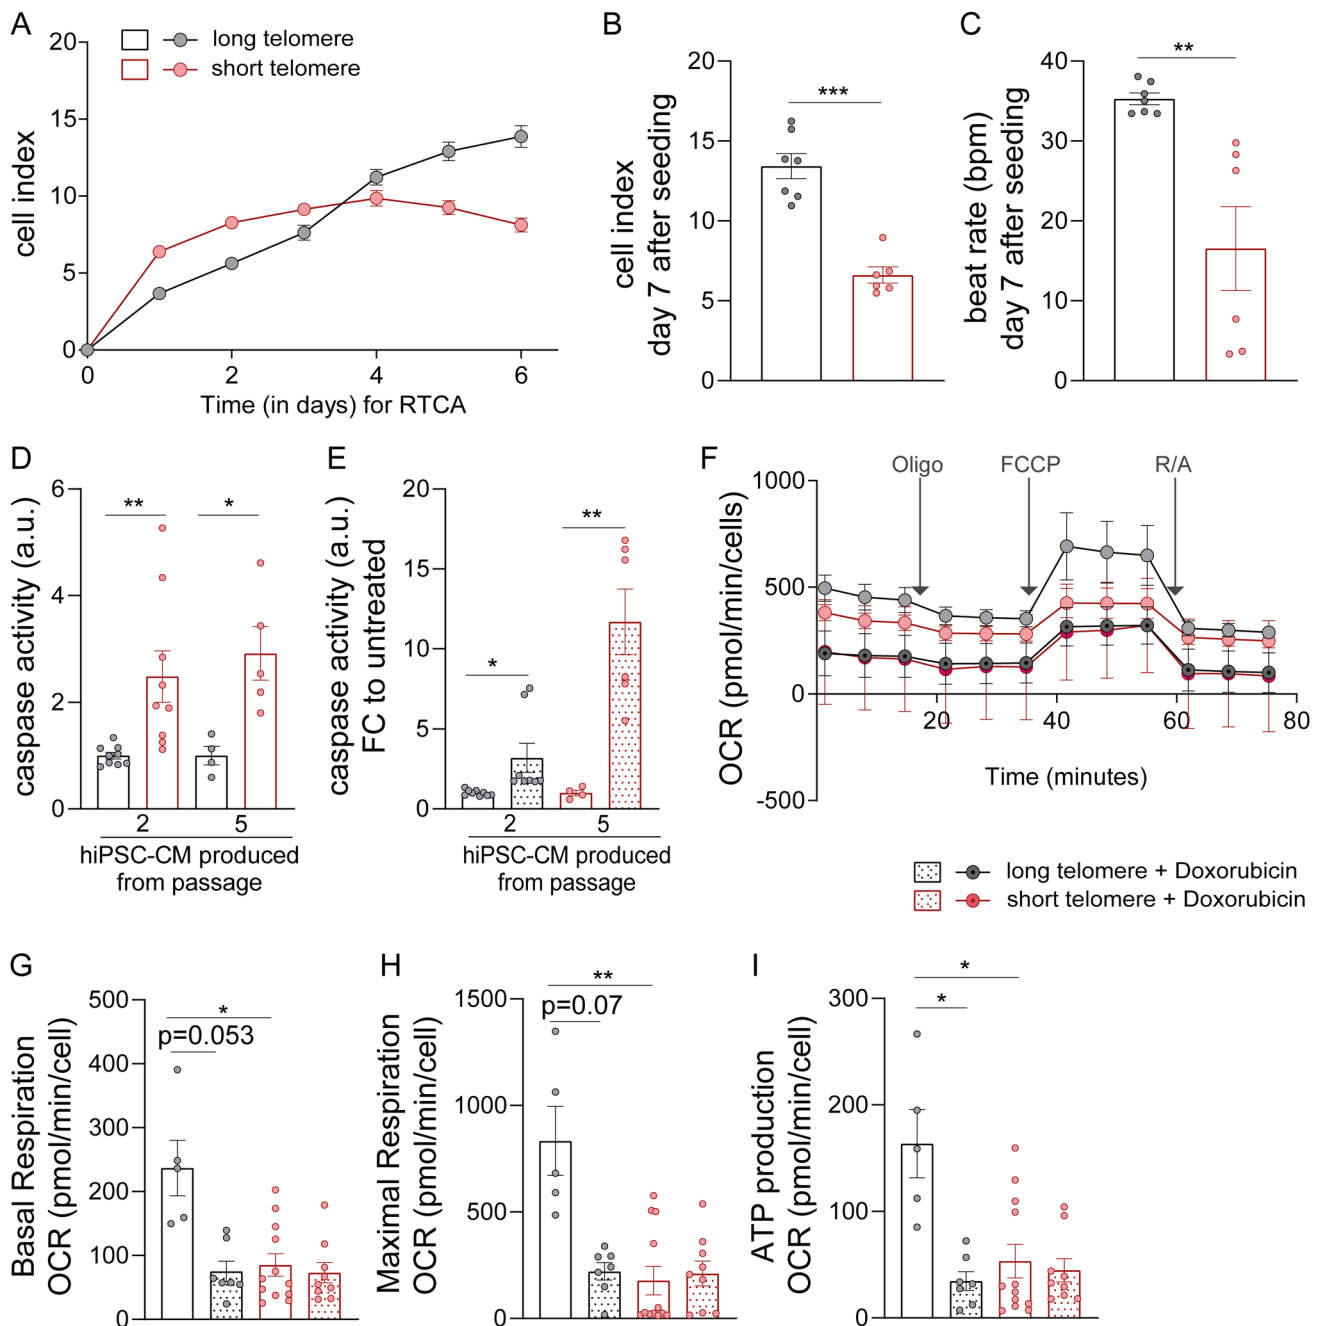 A
20
15
10
5
0
cell index
long telomere
short telomere
0
2
4
6
Time (in days) for RTCA
B
cell index
day 7 after seeding
20
15
10
5
0
***
C
beat rate (bpm)
day 7 after seeding
40
30
20
10
0
**
D
caspase activity (a.u.)
6
4
2
0
**
*
2
5
hiPSC-CM produced
from passage
E
caspase activity (a.u.)
FC to untreated
20
15
10
5
0
*
**
2
5
hiPSC-CM produced
from passage
F
OCR (pmol/min/cells)
1000
500
0
-500
Oligo
FCCP
R/A
20
40
60
80
Time (minutes)
long telomere + Doxorubicin
short telomere + Doxorubicin
G
Basal Respiration
OCR (pmol/min/cell)
500
400
300
200
100
0
*
p=0.053
H
Maximal Respiration
OCR (pmol/min/cell)
1500
1000
500
0
**
p=0.07
I
ATP production
OCR (pmol/min/cell)
300
200
100
0
*
*